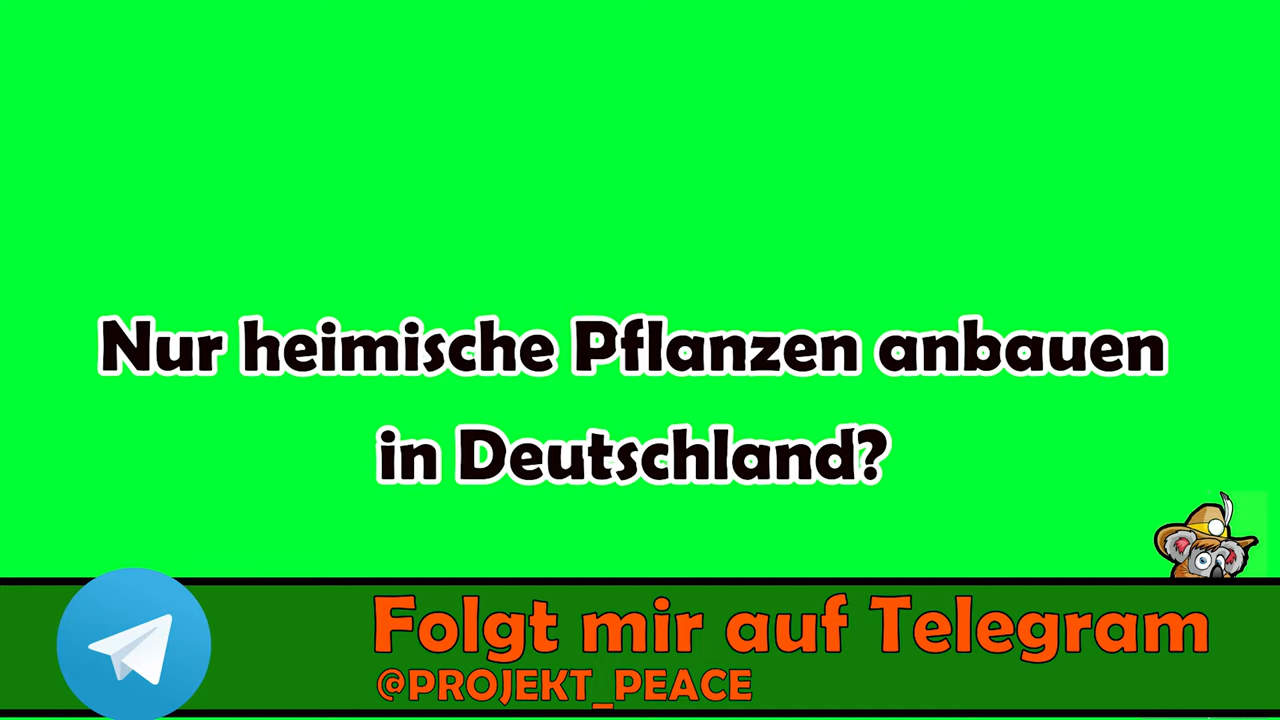 Nur heimische Pflanzen anbauen
in Deutschland?
Folgt mir auf Telegram
@PROJEKT_PEACE